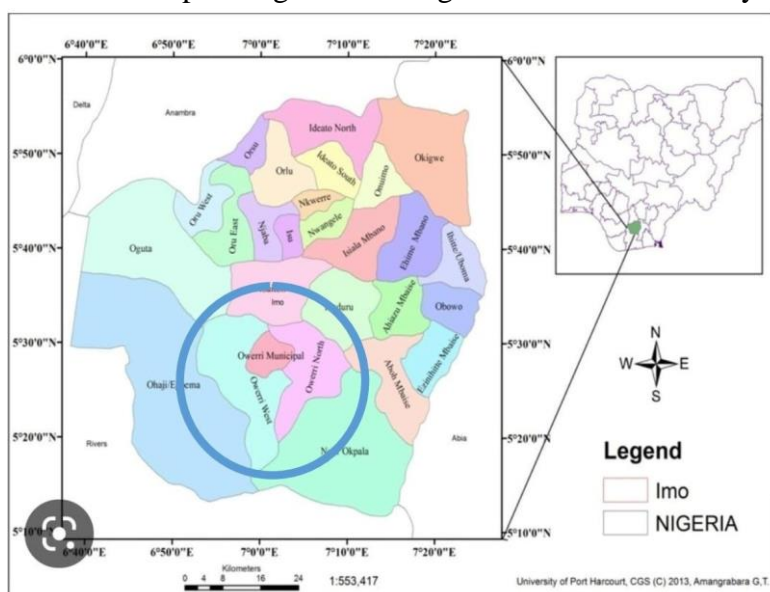 6°40'0"E 6°50'0"E 7°0'0"E 7°10'0"E 7°20'0"E
6°0'0"N
5°50'0"N
5°40'0"N
5°30'0"N
5°20'0"N
5°10'0"N
Delta
Anambra
Ideato North
Orsu
Orlu
Ideato South
Onuimo
Okigwe
Oru West
Oru East
Nkwerre
Njaba
Isu
Nwangele
Isiala Mbano
Ehime Mbano
Ihitte/Uboma
Oguta
Imo
Ahiazu Mbaise
Obowo
Owerri Municipal
Owerri North
Owerri West
Aboh Mbaise
Ezinihitte Mbaise
Rivers
Abia
6°0'0"N
5°50'0"N
5°40'0"N
5°30'0"N
5°20'0"N
5°10'0"N
6°40'0"E 6°50'0"E 7°0'0"E 7°10'0"E 7°20'0"E
Kilometers
0 4 8 16 24
1:553,417
N
W E
S
Legend
Imo
NIGERIA
University of Port Harcourt, CGS (C) 2013, Amangrabara G,T.